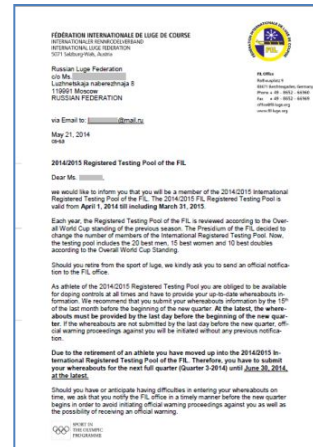 FÉDÉRATION INTERNATIONALE DE LUGE DE COURSE
INTERNATIONALER RENNRODELVERBAND
INTERNATIONAL LUGE FEDERATION
5071 Salzburg-Wals, Austria
Russian Luge Federation
c/o Ms.
Luzhnetskaja naberezhnaja 8
119991 Moscow
RUSSIAN FEDERATION
FIL Office
Rathausplatz 9
83471 Berchtesgaden, Germany
office@fil-luge.org
www.fil-luge.org
via Email to: @mail.ru
May 21, 2014
2014/2015 Registered Testing Pool of the FIL
Dear Ms.
we would like to inform you that you will be a member of the 2014/2015 International
Registered Testing Pool of the FIL. The 2014/2015 FIL Registered Testing Pool is
valid from April 1, 2014 till including March 31, 2015.
Each year, the Registered Testing Pool of the FIL is reviewed according to the Over-
all World Cup standing of the previous season. The Presidium of the FIL decided to
change the number of members of the International Registered Testing Pool. Now,
the testing pool includes the 20 best men, 15 best women and 10 best doubles
according to the Overall World Cup Standing.
Should you retire from the sport of luge, we kindly ask you to send an official notifica-
tion to the FIL office.
As athlete of the 2014/2015 Registered Testing Pool you are obliged to be available
for doping controls at all times and have to provide your up-to-date whereabouts in-
formation. We recommend that you submit your whereabouts information by the 15th
of the last month before the beginning of the new quarter. At the latest, the where-
abouts must be provided by the last day before the beginning of the new quar-
ter. If the whereabouts are not submitted by the last day before the new quarter, offi-
cial warning proceedings against you will be initiated without any previous notifica-
tion.
Due to the retirement of an athlete you have moved up into the 2014/2015 In-
ternational Registered Testing Pool of the FIL. Therefore, you have to submit
your whereabouts for the next full quarter (Quarter 3-2014) until June 30, 2014,
at the latest.
Should you have or anticipate having difficulties in entering your whereabouts on
time, we ask that you notify the FIL office in a timely manner before the new quarter
begins in order to avoid initiating official warning proceedings against you as well as
the possibility of receiving an official warning.
SPORT IN
THE OLYMPIC
PROGRAMME